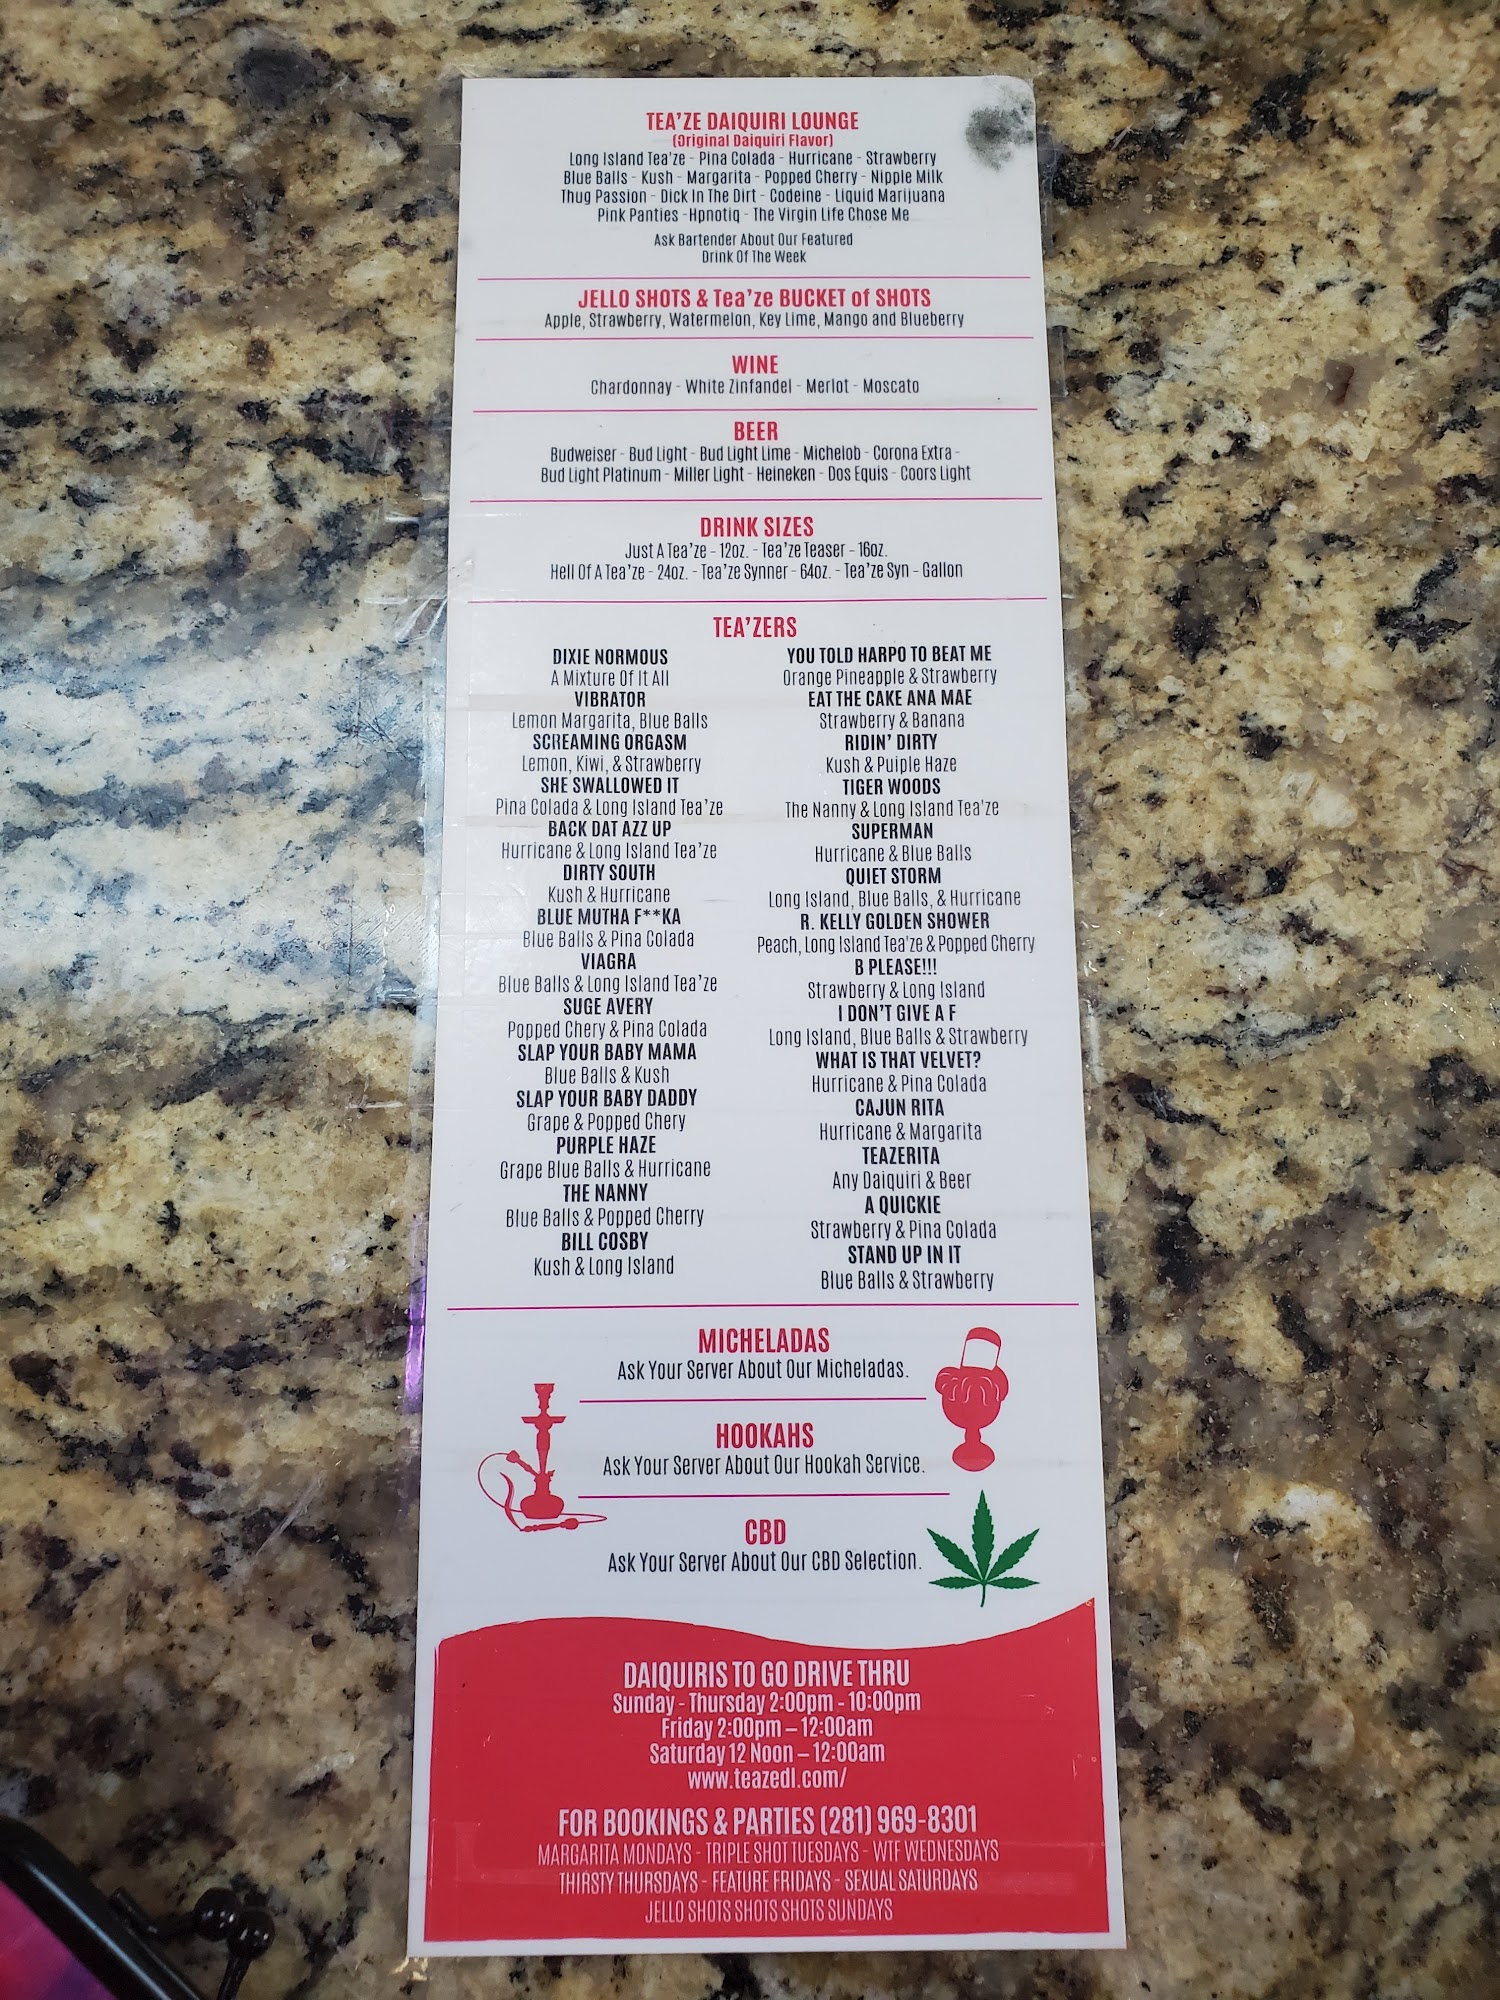 TEA'ZE DAIQUIRI LOUNGE
(Original Daiquiri Flavor)
Long Island Tea'ze - Pina Colada - Hurricane - Strawberry
Blue Balls - Kush - Margarita - Popped Cherry - Nipple Milk
Thug Passion - Dick In The Dirt - Codeine - Liquid Marijuana
Pink Panties -Hpnotiq - The Virgin Life Chose Me
Ask Bartender About Our Featured
Drink Of The Week
JELLO SHOTS & Tea'ze BUCKET of SHOTS
Apple, Strawberry, Watermelon, Key Lime, Mango and Blueberry
WINE
Chardonnay - White Zinfandel - Merlot - Moscato
BEER
Budweiser - Bud Light - Bud Light Lime - Michelob - Corona Extra -
Bud Light Platinum - Miller Light - Heineken - Dos Equis - Coors Light
DRINK SIZES
Just A Tea'ze - 12oz. - Tea'ze Teaser - 16oz.
Hell Of A Tea'ze - 24oz. - Tea'ze Synner - 64oz. - Tea'ze Syn - Gallon
TEA'ZERS
DIXIE NORMOUS
A Mixture Of It All
VIBRATOR
Lemon Margarita, Blue Balls
SCREAMING ORGASM
Lemon, Kiwi, & Strawberry
SHE SWALLOWED IT
Pina Colada & Long Island Tea'ze
BACK DAT AZZ UP
Hurricane & Long Island Tea'ze
DIRTY SOUTH
Kush & Hurricane
BLUE MUTHA F**KA
Blue Balls & Pina Colada
VIAGRA
Blue Balls & Long Island Tea'ze
SUGE AVERY
Popped Chery & Pina Colada
SLAP YOUR BABY MAMA
Blue Balls & Kush
SLAP YOUR BABY DADDY
Grape & Popped Chery
PURPLE HAZE
Grape Blue Balls & Hurricane
THE NANNY
Blue Balls & Popped Cherry
BILL COSBY
Kush & Long Island
YOU TOLD HARPO TO BEAT ME
Orange Pineapple & Strawberry
EAT THE CAKE ANA MAE
Strawberry & Banana
RIDIN' DIRTY
Kush & Puiple Haze
TIGER WOODS
The Nanny & Long Island Tea'ze
SUPERMAN
Hurricane & Blue Balls
QUIET STORM
Long Island, Blue Balls, & Hurricane
R. KELLY GOLDEN SHOWER
Peach, Long Island Tea'ze & Popped Cherry
B PLEASE!!!
Strawberry & Long Island
I DON'T GIVE A F
Long Island, Blue Balls & Strawberry
WHAT IS THAT VELVET?
Hurricane & Pina Colada
CAJUN RITA
Hurricane & Margarita
TEAZERITA
Any Daiquiri & Beer
A QUICKIE
Strawberry & Pina Colada
STAND UP IN IT
Blue Balls & Strawberry
MICHELADAS
Ask Your Server About Our Micheladas.
HOOKAHS
Ask Your Server About Our Hookah Service.
CBD
Ask Your Server About Our CBD Selection.
DAIQUIRIS TO GO DRIVE THRU
Sunday - Thursday 2:00pm - 10:00pm
Friday 2:00pm – 12:00am
Saturday 12 Noon – 12:00am
www.teazedl.com/
FOR BOOKINGS & PARTIES (281) 969-8301
MARGARITA MONDAYS - TRIPLE SHOT TUESDAYS - WTF WEDNESDAYS
THIRSTY THURSDAYS - FEATURE FRIDAYS - SEXUAL SATURDAYS
JELLO SHOTS SHOTS SHOTS SUNDAYS